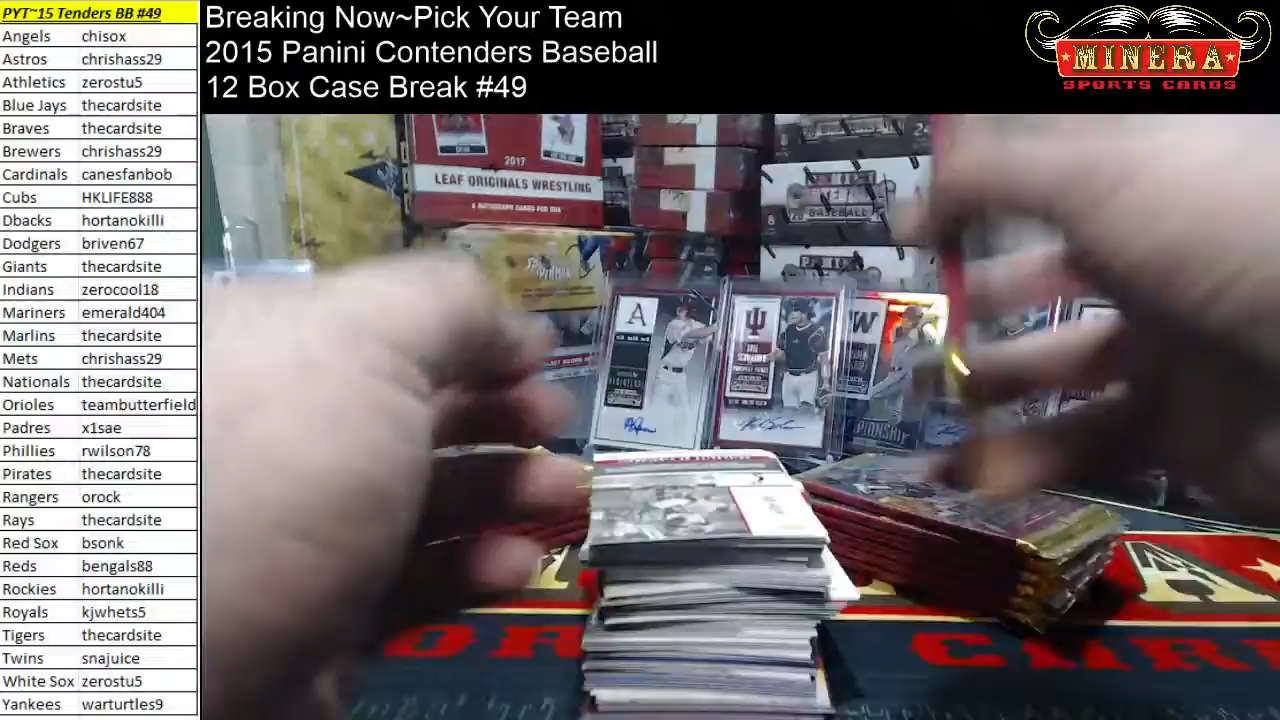 PYT~15 Tenders BB #49
Angels chisox
Astros chrishass29
Athletics zerostu5
Blue Jays thecardsite
Braves thecardsite
Brewers chrishass29
Cardinals canesfanbob
Cubs HKLIFE888
Dbacks hortanokilli
Dodgers briven67
Giants thecardsite
Indians zerocool18
Mariners emerald404
Marlins thecardsite
Mets chrishass29
Nationals thecardsite
Orioles teambutterfield
Padres x1sae
Phillies rwilson78
Pirates thecardsite
Rangers orock
Rays thecardsite
Red Sox bsonk
Reds bengals88
Rockies hortanokilli
Royals kjwhets5
Tigers thecardsite
Twins snajuice
White Sox zerostu5
Yankees warturtles9
Breaking Now~Pick Your Team
2015 Panini Contenders Baseball
12 Box Case Break #49
MINERA
SPORTS CARDS
2017
LEAF ORIGINALS WRESTLING
BASEBALL
A
W